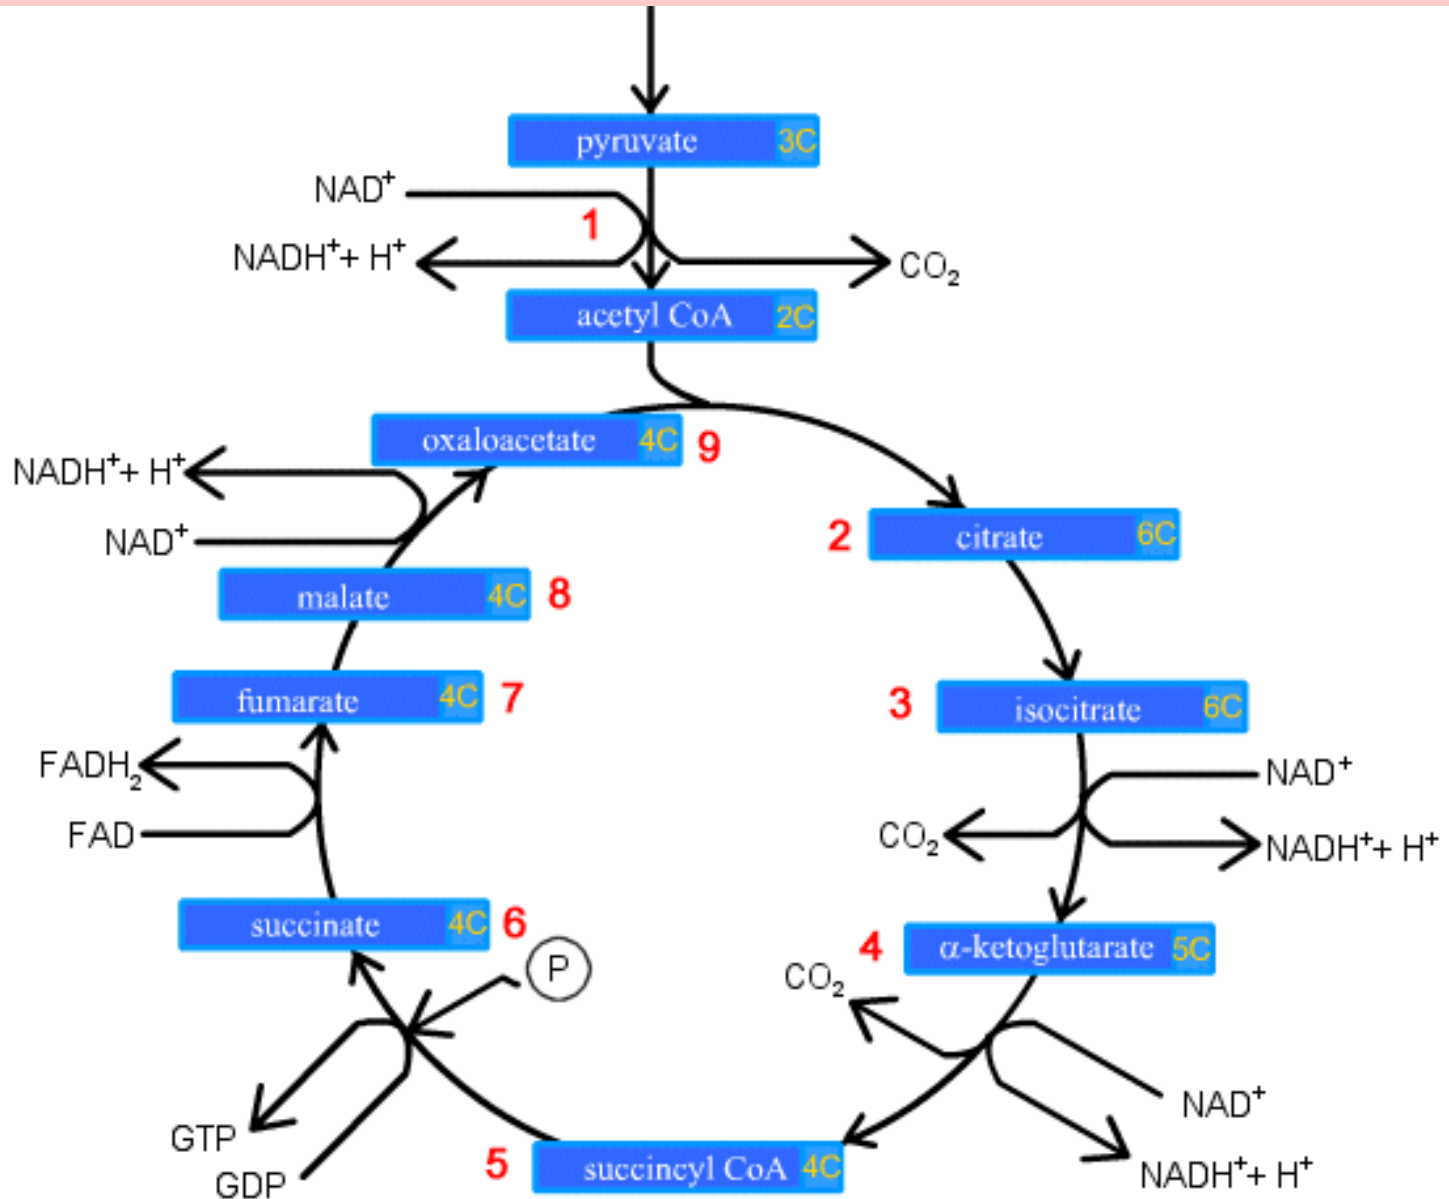 pyruvate 3C
NAD+
1
NADH++ H+
CO2
acetyl CoA 2C
oxaloacetate 4C 9
NADH++ H+
NAD+
2 citrate 6C
malate 4C 8
fumarate 4C 7
3 isocitrate 6C
FADH2
FAD
NAD+
CO2
NADH++ H+
succinate 4C 6
P
4 α-ketoglutarate 5C
CO2
NAD+
NADH++ H+
GTP
GDP
5 succincyl CoA 4C